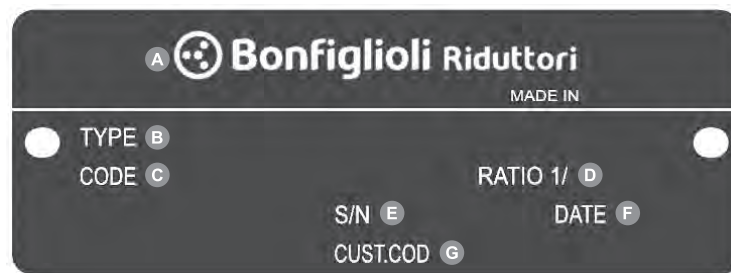 A Bonfiglioli Riduttori
MADE IN
TYPE B
CODE C RATIO 1/ D
S/N E DATE F
CUST.COD G